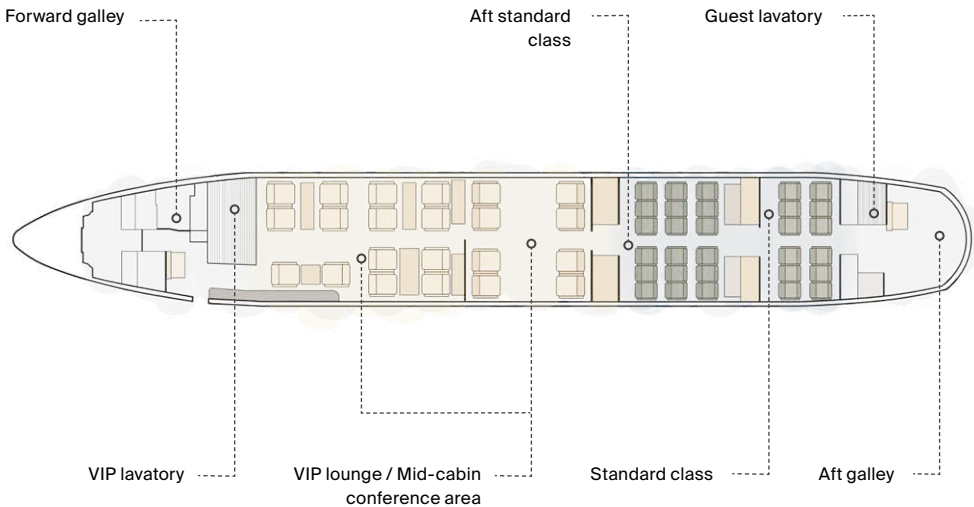 Forward galley
Aft standard
class
Guest lavatory
VIP lavatory
VIP lounge / Mid-cabin
conference area
Standard class
Aft galley